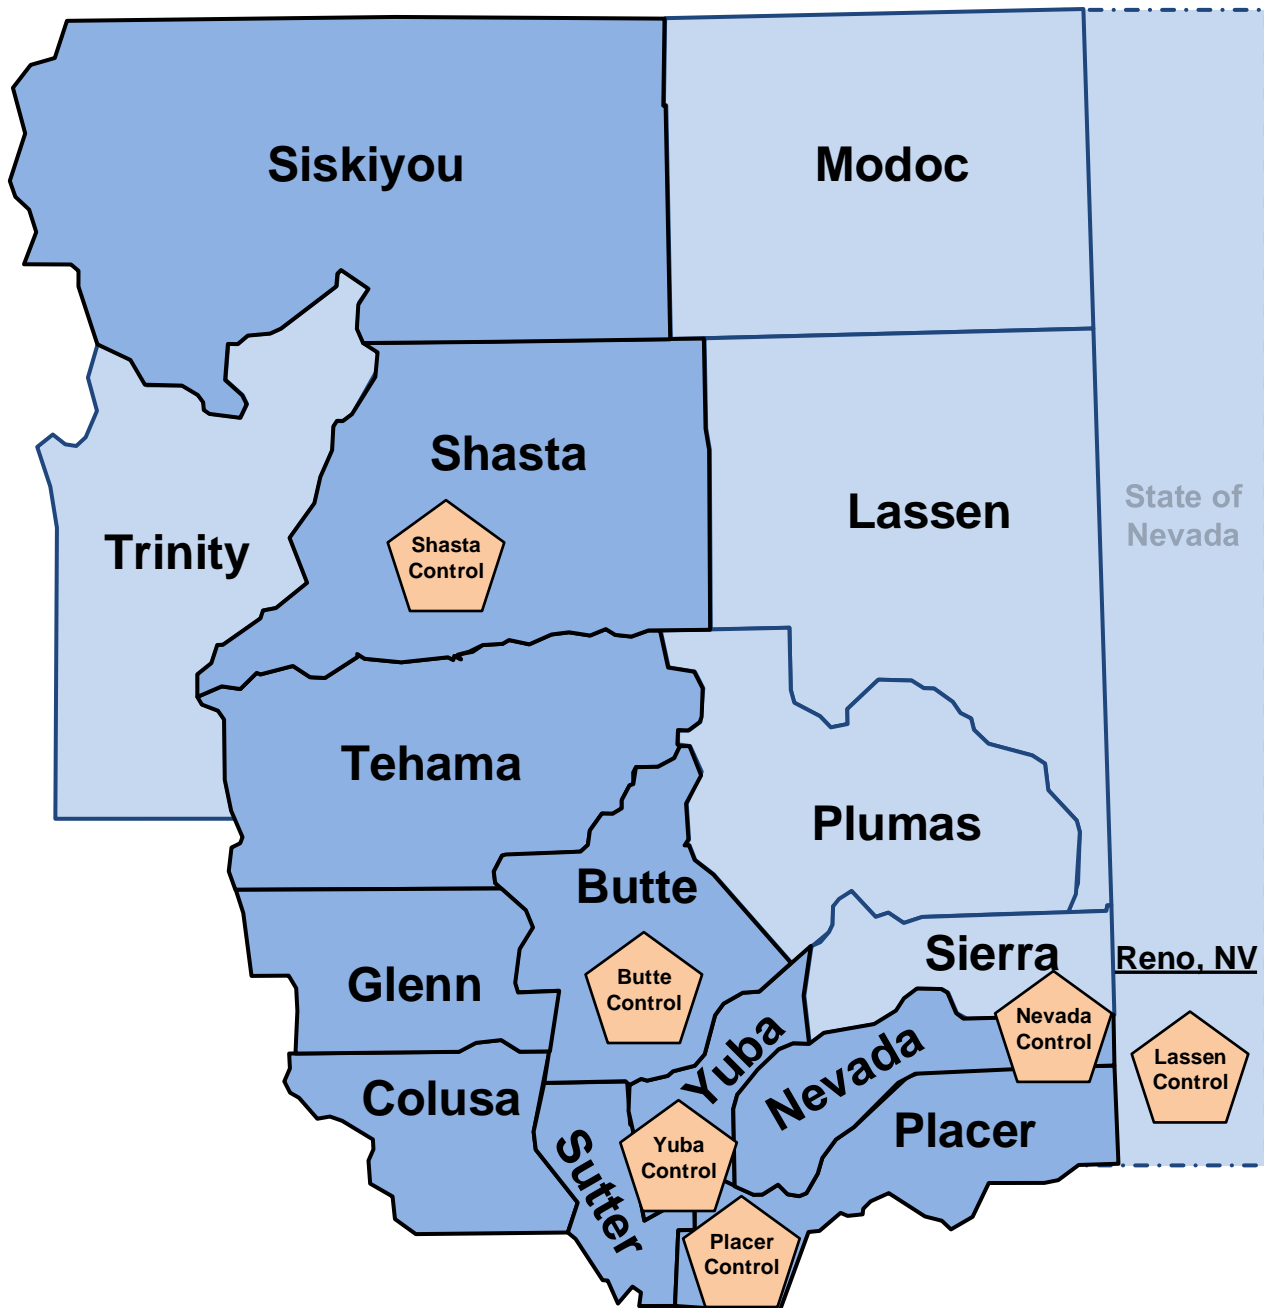 Siskiyou
Modoc
Shasta
Shasta
Control
Lassen
State of
Nevada
Trinity
Tehama
Plumas
Butte
Butte
Control
Glenn
Sierra
Reno, NV
Nevada
Control
Lassen
Control
Yuba
Nevada
Colusa
Placer
Sutter
Yuba
Control
Placer
Control